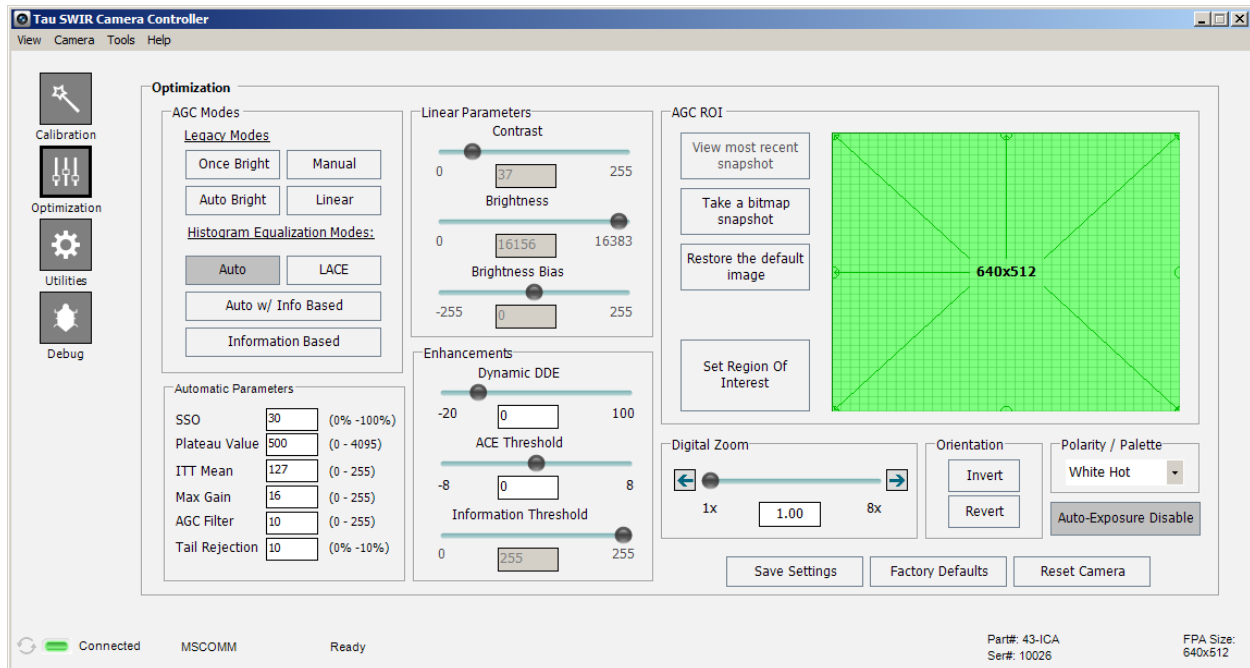 Tau SWIR Camera Controller
View Camera Tools Help
Calibration
Optimization
Utilities
Debug
Optimization
AGC Modes
Legacy Modes
Once Bright Manual
Auto Bright Linear
Histogram Equalization Modes:
Auto LACE
Auto w/ Info Based
Information Based
Automatic Parameters
SSO 30 (0% -100%)
Plateau Value 500 (0 - 4095)
ITT Mean 127 (0 - 255)
Max Gain 16 (0 - 255)
AGC Filter 10 (0 - 255)
Tail Rejection 10 (0% -10%)
Linear Parameters
Contrast
0 37 255
Brightness
0 16156 16383
Brightness Bias
-255 0 255
Enhancements
Dynamic DDE
-20 0 100
ACE Threshold
-8 0 8
Information Threshold
0 255 255
AGC ROI
View most recent
snapshot
Take a bitmap
snapshot
Restore the default
image
Set Region Of
Interest
640x512
Digital Zoom
1x 1.00 8x
Orientation
Invert
Revert
Polarity / Palette
White Hot
Auto-Exposure Disable
Save Settings Factory Defaults Reset Camera
Connected MSCOMM Ready
Part#: 43-ICA
Ser#: 10026
FPA Size:
640x512